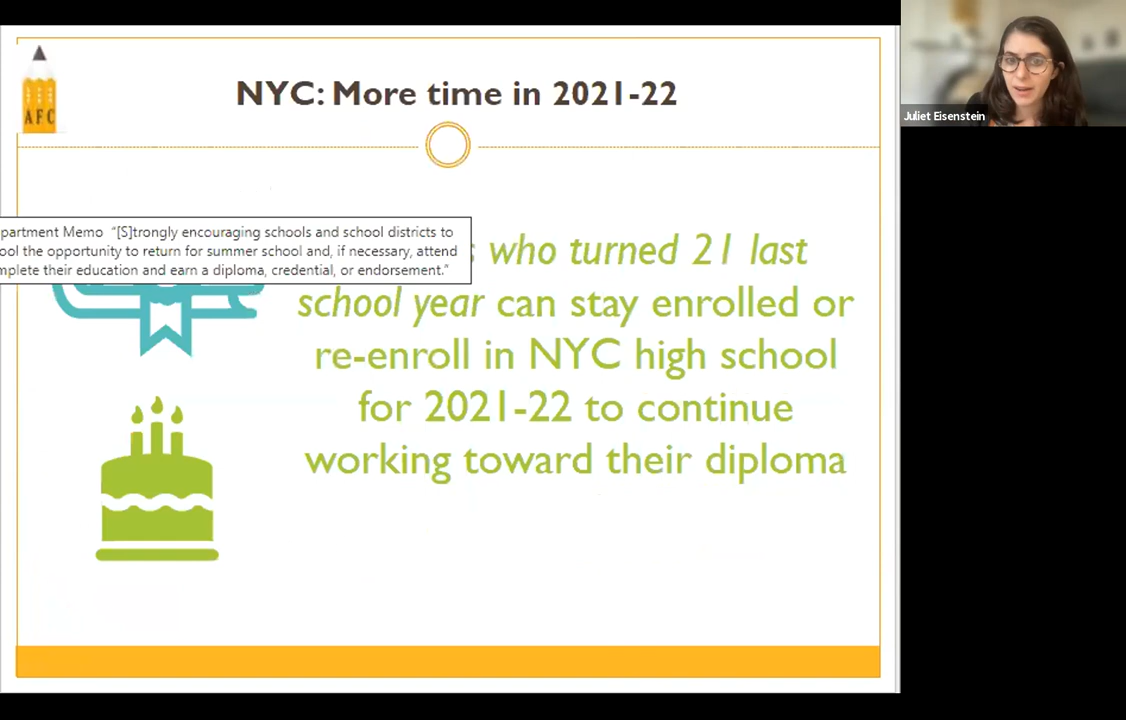 NYC: More time in 2021-22
AFC
Juliet Eisenstein
partment Memo "[S]trongly encouraging schools and school districts to
ool the opportunity to return for summer school and, if necessary, attend
mplete their education and earn a diploma, credential, or endorsement."
s who turned 21 last
school year can stay enrolled or
re-enroll in NYC high school
for 2021-22 to continue
working toward their diploma